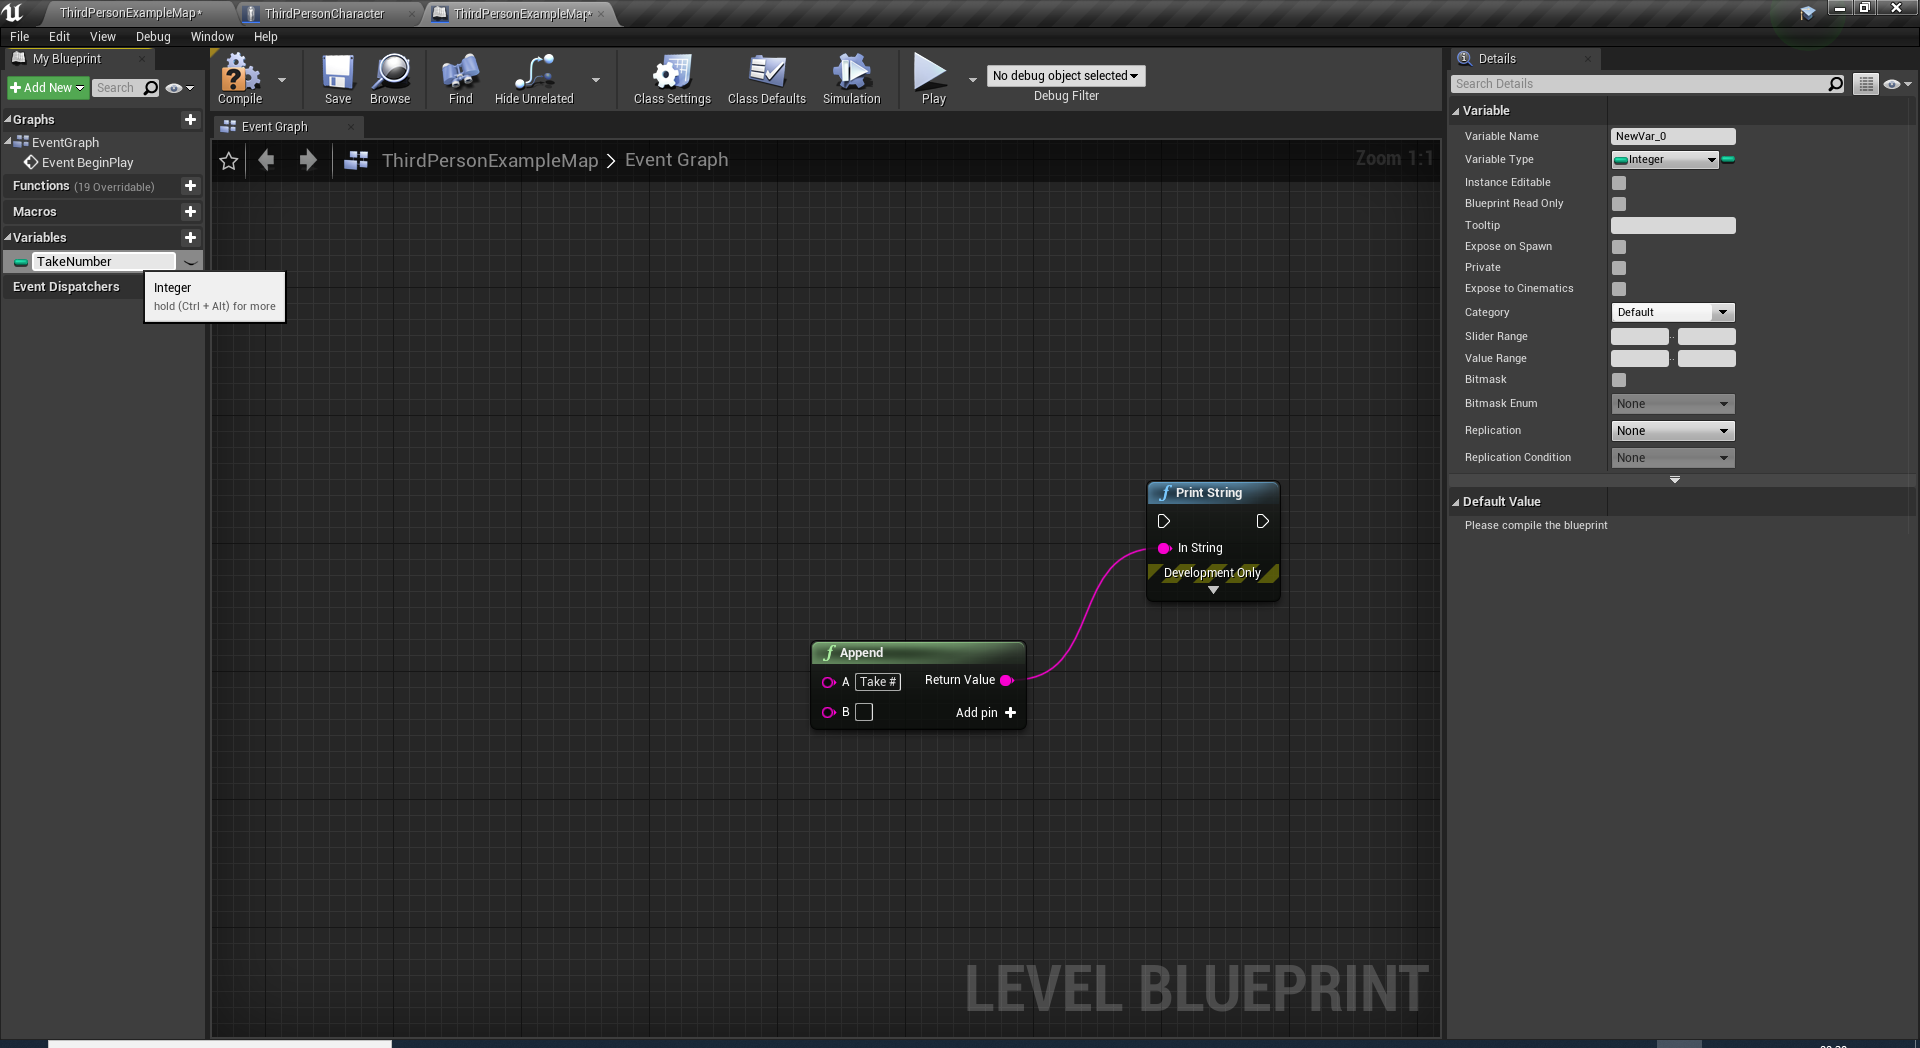 ThirdPersonExampleMap*
ThirdPersonCharacter
ThirdPersonExampleMap*
File Edit View Debug Window Help
My Blueprint
Add New
Search
Compile
Save
Browse
Find
Hide Unrelated
Class Settings
Class Defaults
Simulation
Play
No debug object selected
Debug Filter
Graphs
EventGraph
Event BeginPlay
Functions (19 Overridable)
Macros
Variables
TakeNumber
Event Dispatchers
Integer
hold (Ctrl + Alt) for more
Event Graph
ThirdPersonExampleMap > Event Graph
Zoom 1:1
Print String
In String
Development Only
Append
A Take # Return Value
B Add pin
LEVEL BLUEPRINT
Details
Search Details
Variable
Variable Name NewVar_0
Variable Type Integer
Instance Editable
Blueprint Read Only
Tooltip
Expose on Spawn
Private
Expose to Cinematics
Category Default
Slider Range
Value Range
Bitmask
Bitmask Enum None
Replication None
Replication Condition None
Default Value
Please compile the blueprint